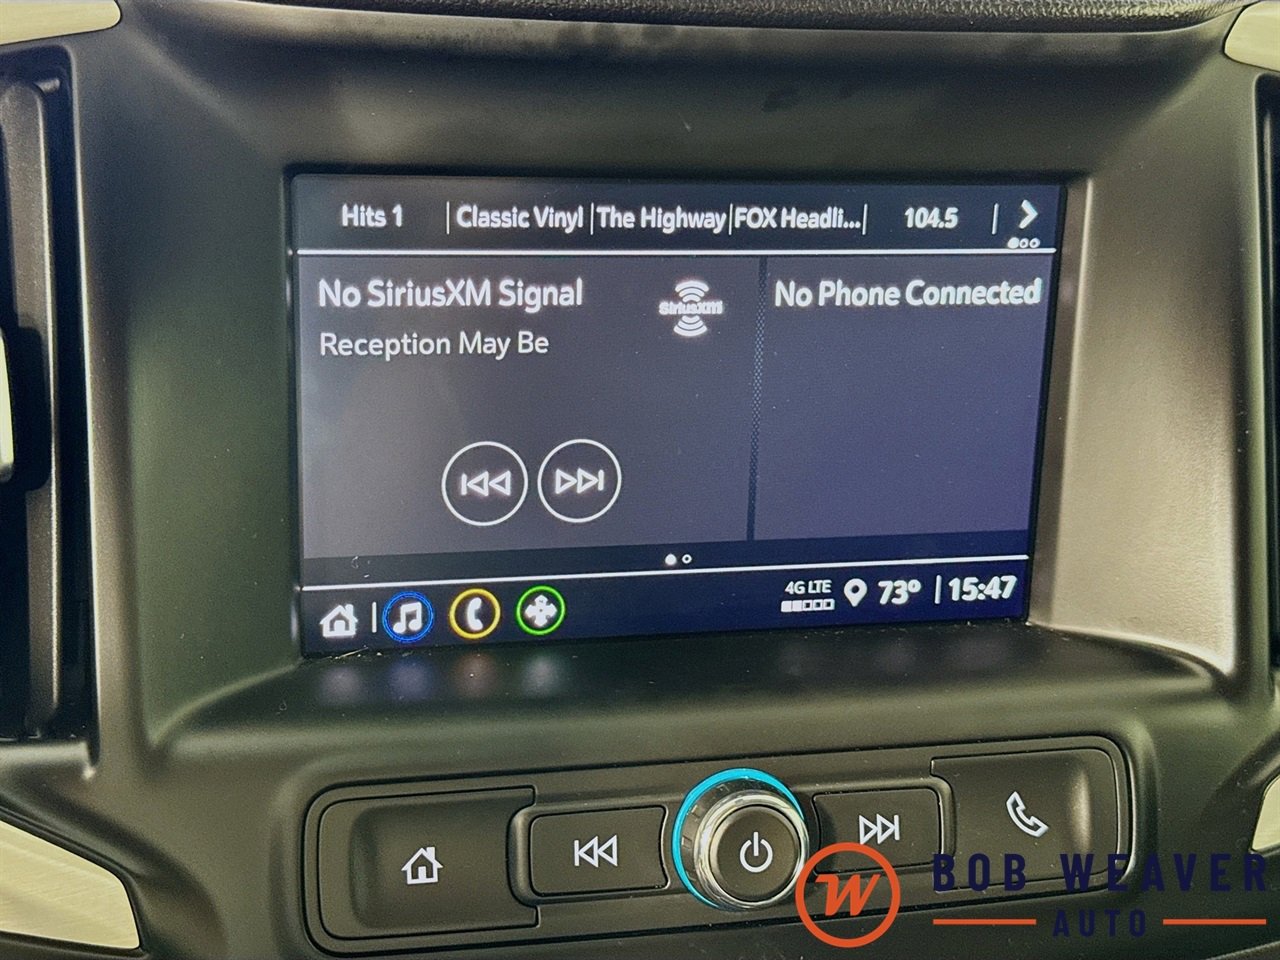 Hits 1 | Classic Vinyl | The Highway | FOX Headli... | 104.5 |
No SiriusXM Signal
SiriusXM
No Phone Connected
Reception May Be
4G LTE
73° | 15:47
W BOB WEAVER
AUTO